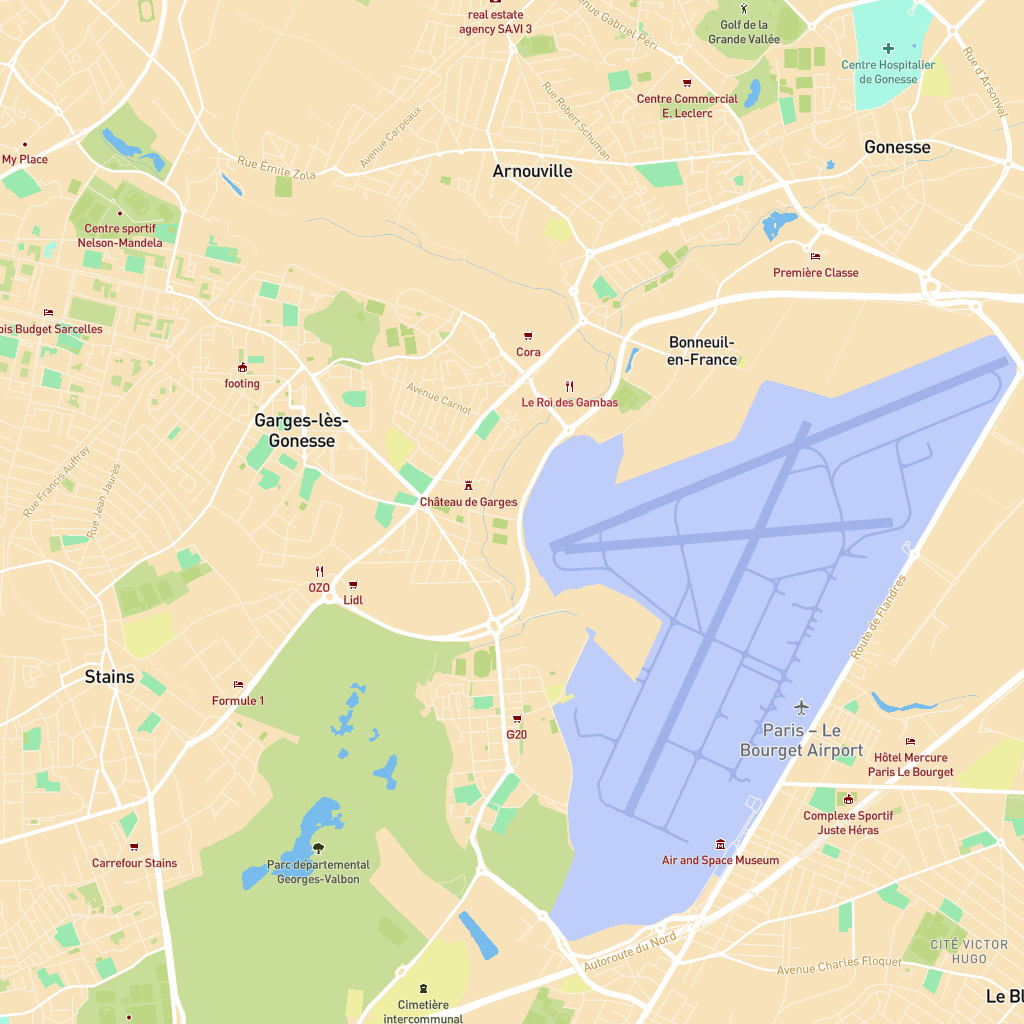 real estate
agency SAVI 3
Avenue Gabriel Péri
Golf de la
Grande Vallée
Centre Hospitalier
de Gonesse
Rue d'Arsonval
Centre Commercial
E. Leclerc
Rue Robert Schuman
Avenue Carpeaux
My Place
Rue Émile Zola
Arnouville
Gonesse
Centre sportif
Nelson-Mandela
Première Classe
Budget Sarcelles
Cora
Bonneuil-
en-France
footing
Le Roi des Gambas
Avenue Carnot
Garges-lès-
Gonesse
Rue Francis Auffray
Rue Jean Jaurès
Château de Garges
OZO
Lidl
Route de Flandres
Stains
Formule 1
G20
Paris – Le
Bourget Airport
Hôtel Mercure
Paris Le Bourget
Complexe Sportif
Juste Héras
Carrefour Stains
Parc départemental
Georges-Valbon
Air and Space Museum
CITÉ VICTOR
HUGO
Autoroute du Nord
Avenue Charles Floquet
Cimetière
intercommunal
Le